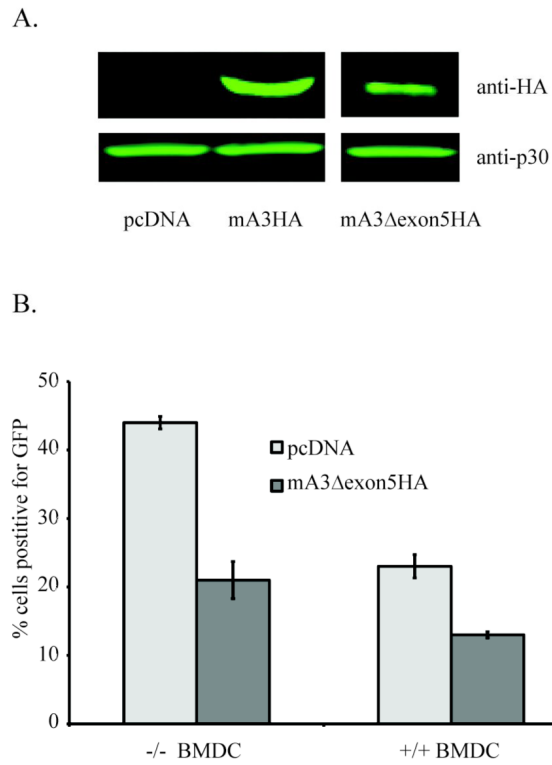 A.
anti-HA
anti-p30
pcDNA mA3HA mA3Δexon5HA
B.
% cells postitive for GFP
50
40
30
20
10
0
pcDNA
mA3Δexon5HA
-/- BMDC +/+ BMDC